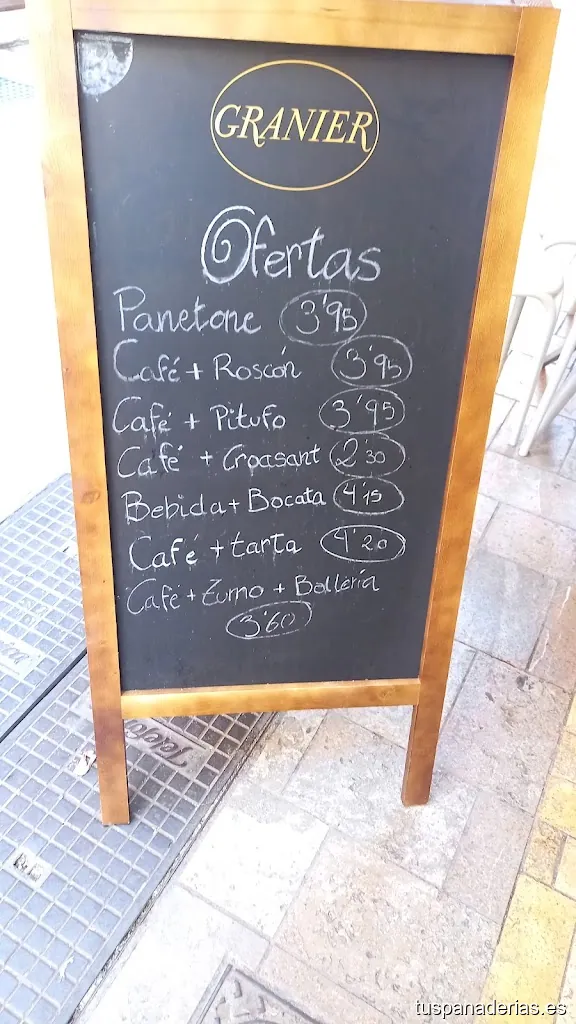 GRANIER
Ofertas
Panetone 3'95
Café + Roscón 3'95
Café + Pitufo 3'95
Café + Croasant 2'30
Bebida + Bocata 4'15
Café + tarta 4'20
Café + Zumo + Bolleria
3'60
tuspanaderias.es